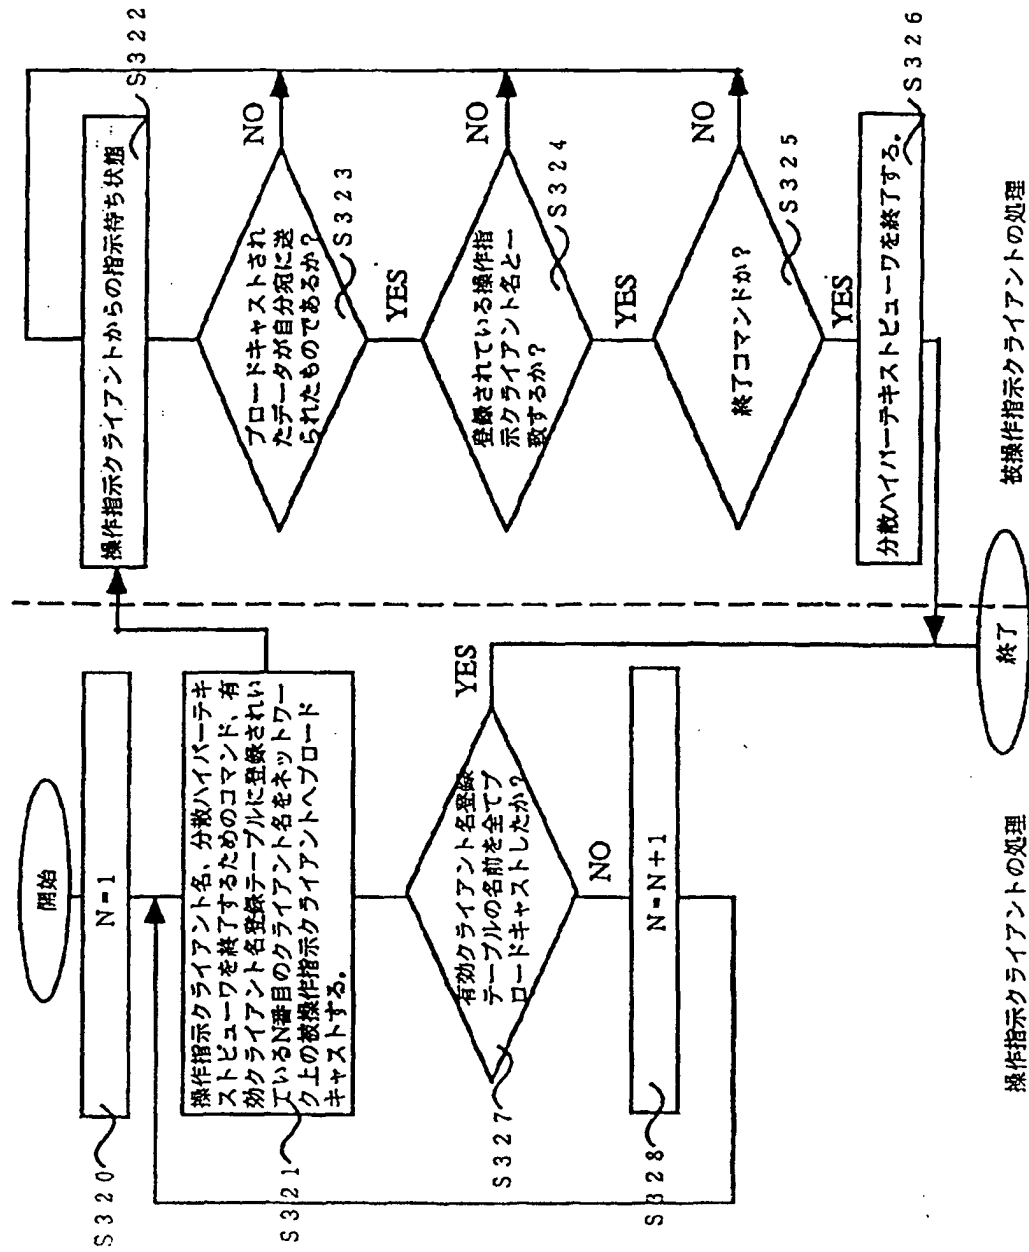 開始
S320
N=1
S321
操作指示クライアント名、分散ハイパーテキ
ストビューワを終了するためのコマンド、有
効クライアント名登録テーブルに登録されい
ているN番目のクライアント名をネットワー
ク上の被操作指示クライアントへブロード
キャストする。
S327
有効クライアント名登録
テーブルの名前を全てブ
ロードキャストしたか?
YES
NO
S328
N=N+1
操作指示クライアントの処理
操作指示クライアントからの指示待ち状態
S322
ブロードキャストされ
たデータが自分宛に送
られたものであるか?
S323
NO
YES
登録されている操作指
示クライアント名と一
致するか?
S324
NO
YES
終了コマンドか?
S325
NO
YES
分散ハイパーテキストビューワを終了する。
S326
終了
被操作指示クライアントの処理